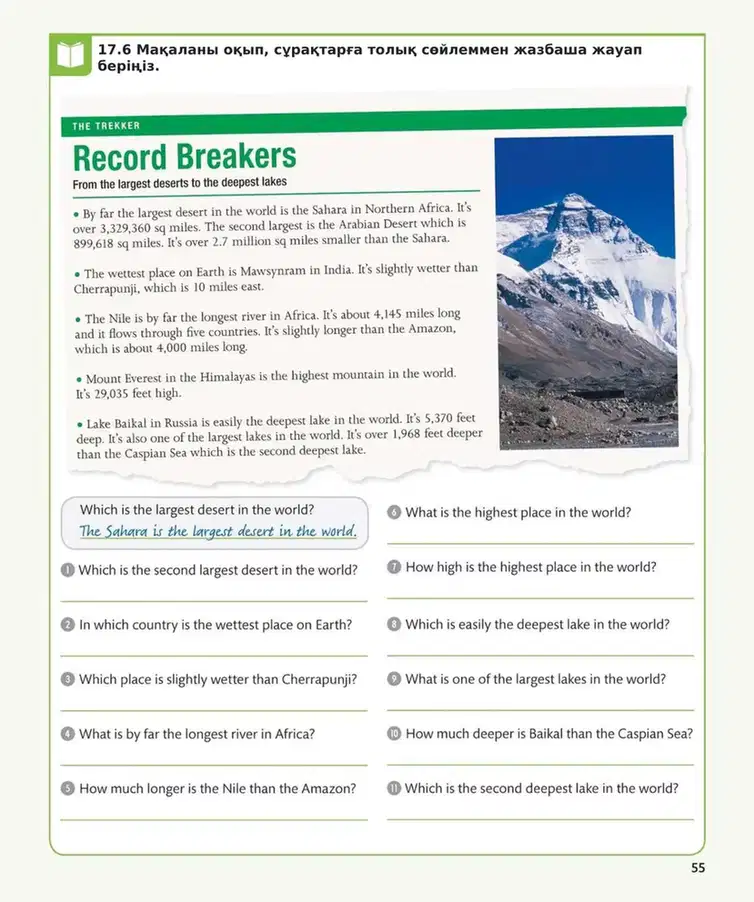 17.6 Мақаланы оқып, сұрақтарға толық сөйлеммен жазбаша жауап
беріңіз.
THE TREKKER
Record Breakers
From the largest deserts to the deepest lakes
• By far the largest desert in the world is the Sahara in Northern Africa. It's
over 3,329,360 sq miles. The second largest is the Arabian Desert which is
899,618 sq miles. It's over 2.7 million sq miles smaller than the Sahara.
• The wettest place on Earth is Mawsynram in India. It's slightly wetter than
Cherrapunji, which is 10 miles east.
• The Nile is by far the longest river in Africa. It's about 4,145 miles long
and it flows through five countries. It's slightly longer than the Amazon,
which is about 4,000 miles long.
• Mount Everest in the Himalayas is the highest mountain in the world.
It's 29,035 feet high.
• Lake Baikal in Russia is easily the deepest lake in the world. It's 5,370 feet
deep. It's also one of the largest lakes in the world. It's over 1,968 feet deeper
than the Caspian Sea which is the second deepest lake.
Which is the largest desert in the world?
The Sahara is the largest desert in the world.
1 Which is the second largest desert in the world?
2 In which country is the wettest place on Earth?
3 Which place is slightly wetter than Cherrapunji?
4 What is by far the longest river in Africa?
5 How much longer is the Nile than the Amazon?
6 What is the highest place in the world?
7 How high is the highest place in the world?
8 Which is easily the deepest lake in the world?
9 What is one of the largest lakes in the world?
10 How much deeper is Baikal than the Caspian Sea?
11 Which is the second deepest lake in the world?
55